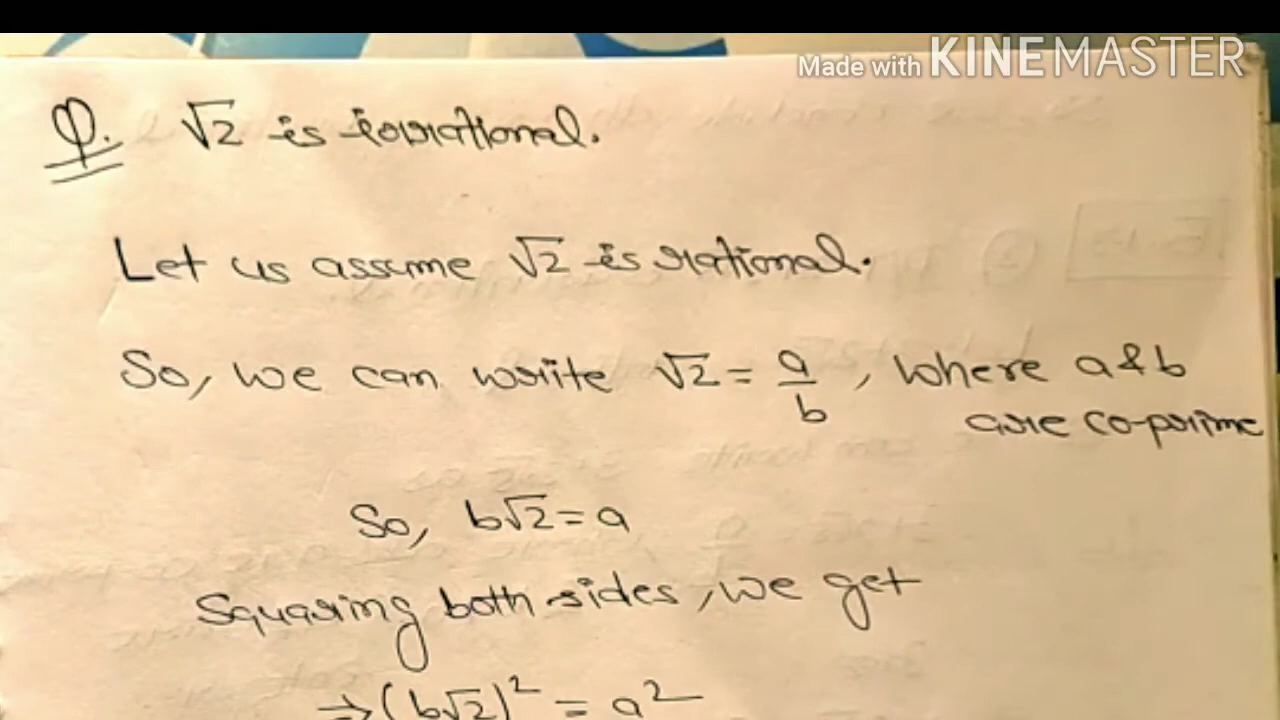 Made with KINEMASTER
Q. √2 is irrational.
Let us assume √2 is rational.
So, we can write √2 = a/b, where a & b
are co-prime
So, b√2 = a
Squaring both sides, we get
⇒ (b√2)² = a²